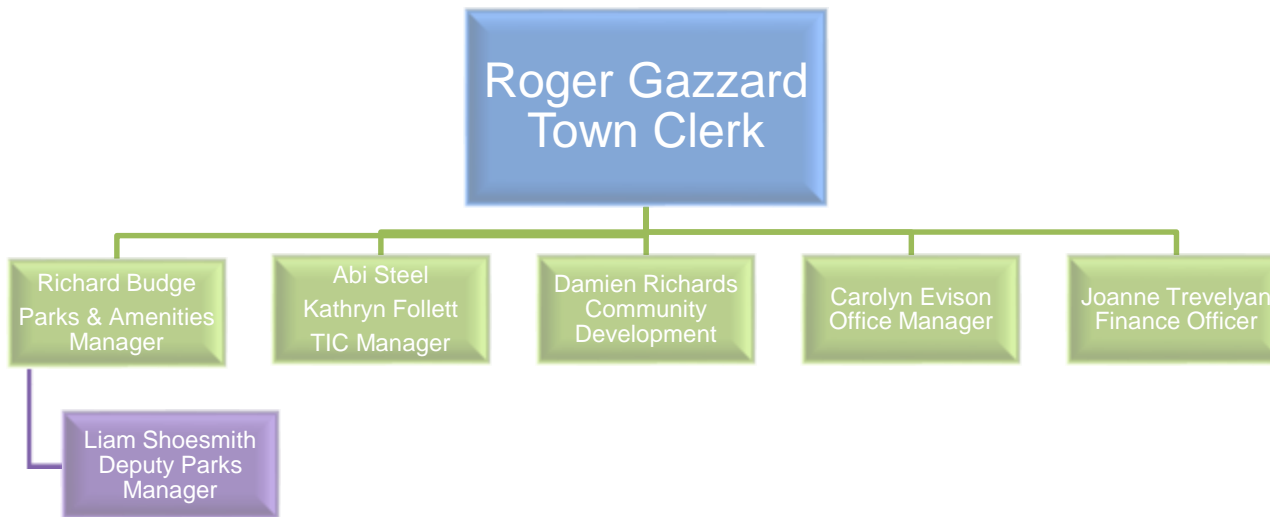 Roger Gazzard
Town Clerk
Richard Budge
Parks & Amenities
Manager
Abi Steel
Kathryn Follett
TIC Manager
Damien Richards
Community
Development
Carolyn Evison
Office Manager
Joanne Trevelyan
Finance Officer
Liam Shoesmith
Deputy Parks
Manager